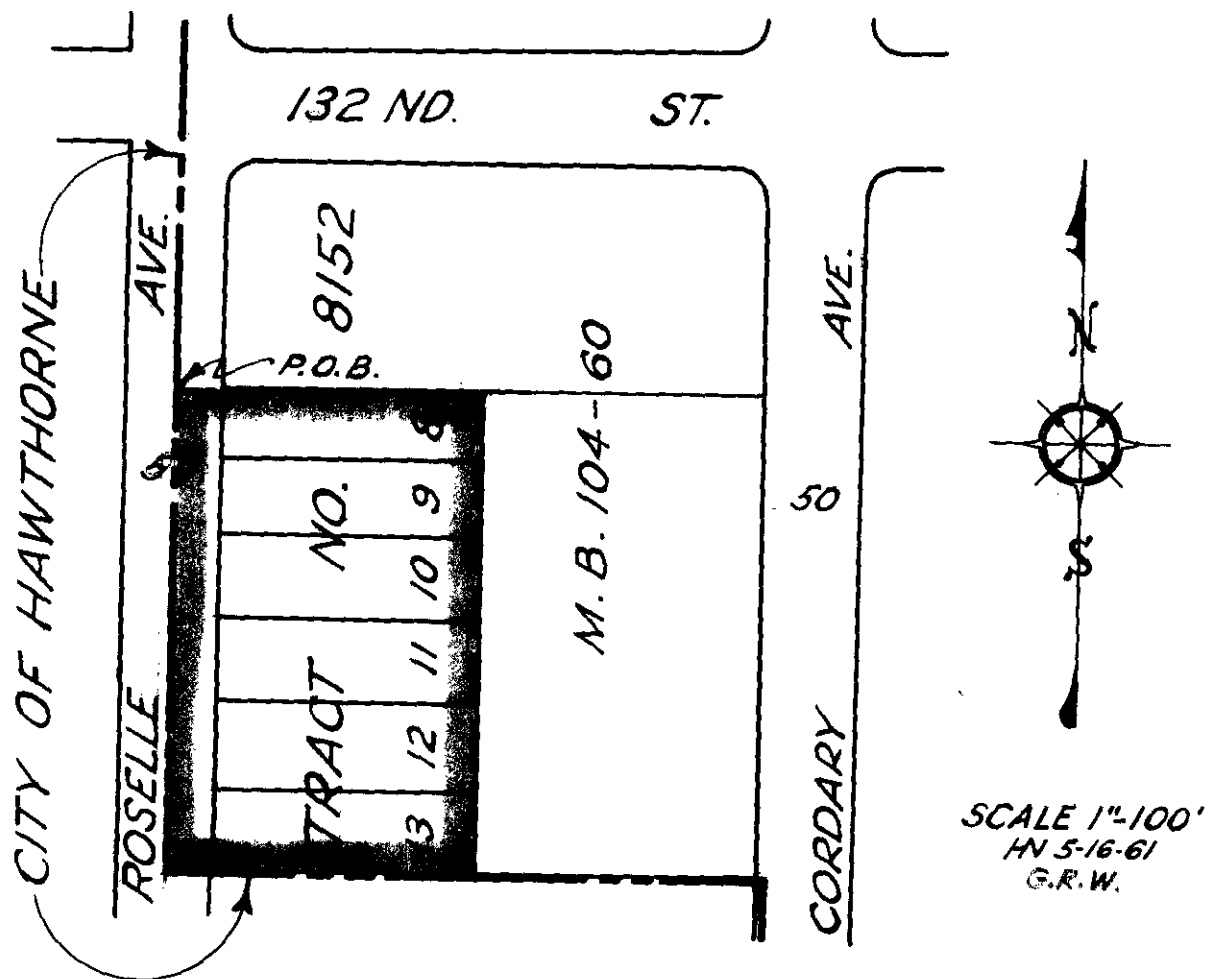 132 ND. ST.
CITY OF HAWTHORNE
ROSELLE AVE.
P.O.B.
TRACT NO. 8152
8
9
10
11
12
13
M. B. 104-60
50
CORDARY AVE.
N
S
SCALE 1"-100'
HN 5-16-61
G.R.W.